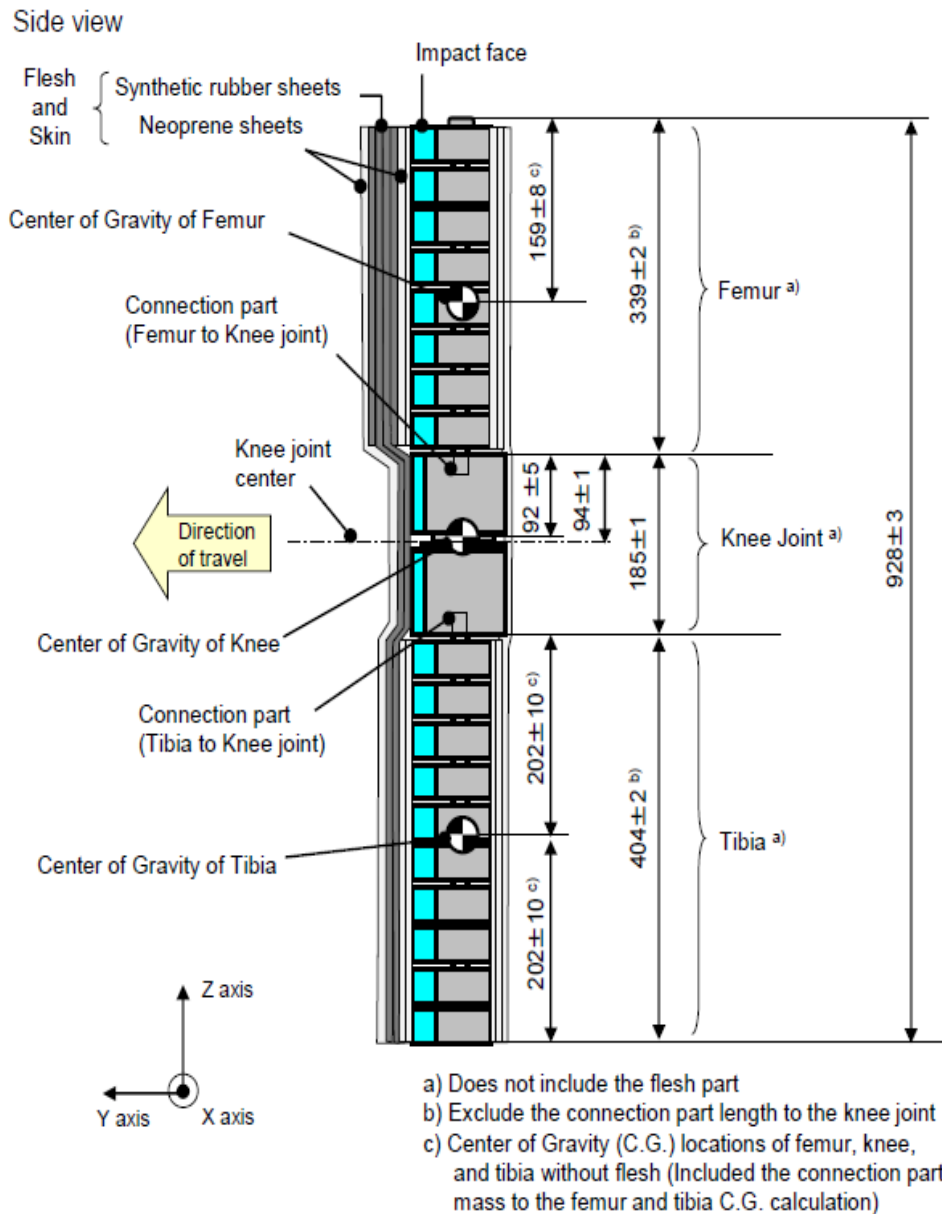 Side view
Impact face
Flesh
and
Skin
Synthetic rubber sheets
Neoprene sheets
Center of Gravity of Femur
Connection part
(Femur to Knee joint)
Knee joint
center
Direction
of travel
Center of Gravity of Knee
Connection part
(Tibia to Knee joint)
Center of Gravity of Tibia
159±8 c)
339±2 b)
Femur a)
92 ±5
94±1
185±1
Knee Joint a)
928±3
202±10 c)
404±2 b)
Tibia a)
202±10 c)
Z axis
Y axis
X axis
a) Does not include the flesh part
b) Exclude the connection part length to the knee joint
c) Center of Gravity (C.G.) locations of femur, knee,
and tibia without flesh (Included the connection part
mass to the femur and tibia C.G. calculation)